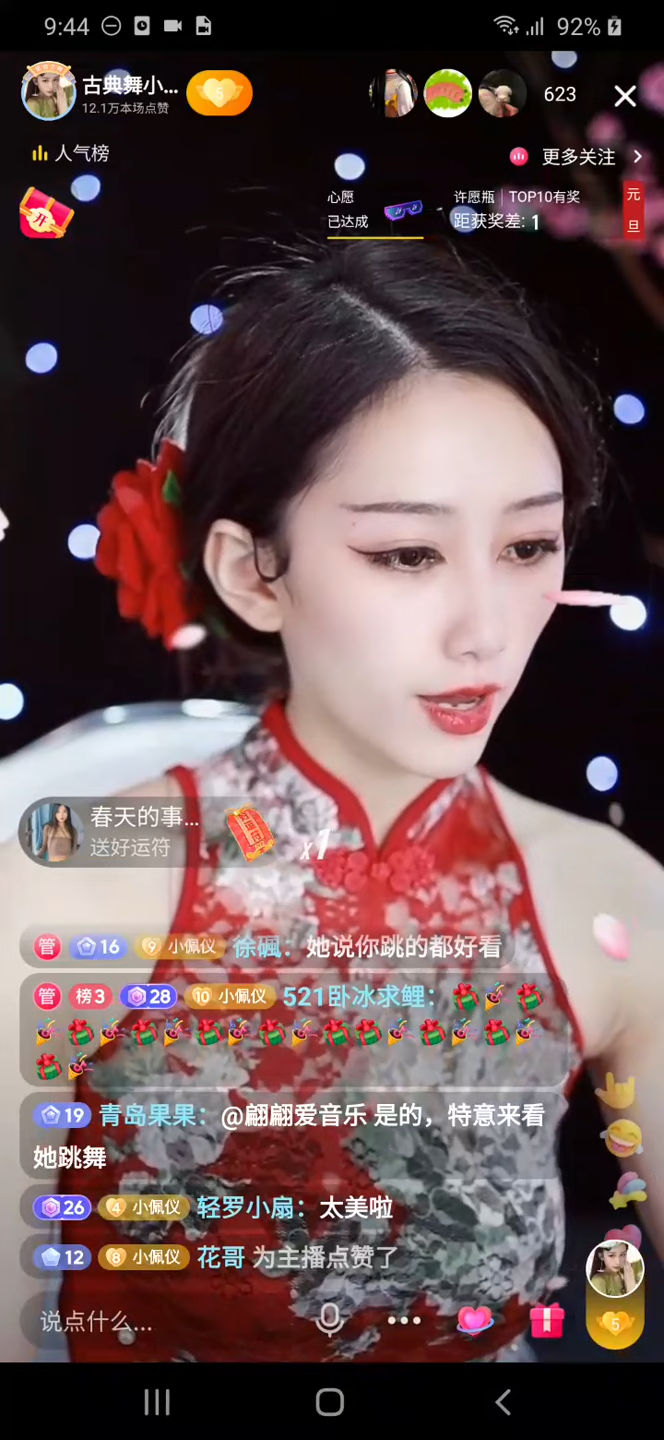 9:44
92%
古典舞小...
12.1万本场点赞
5
623
人气榜
更多关注
开
心愿
已达成
许愿瓶 | TOP10有奖
距获奖差: 1
元
旦
春天的事...
送好运符
x1
管 16 9 小佩仪 徐佩：她说你跳的都好看
管 榜3 28 10 小佩仪 521卧冰求鲤：
19 青岛果果：@翩翩爱音乐 是的，特意来看
她跳舞
26 4 小佩仪 轻罗小扇：太美啦
12 8 小佩仪 花哥 为主播点赞了
说点什么...
5